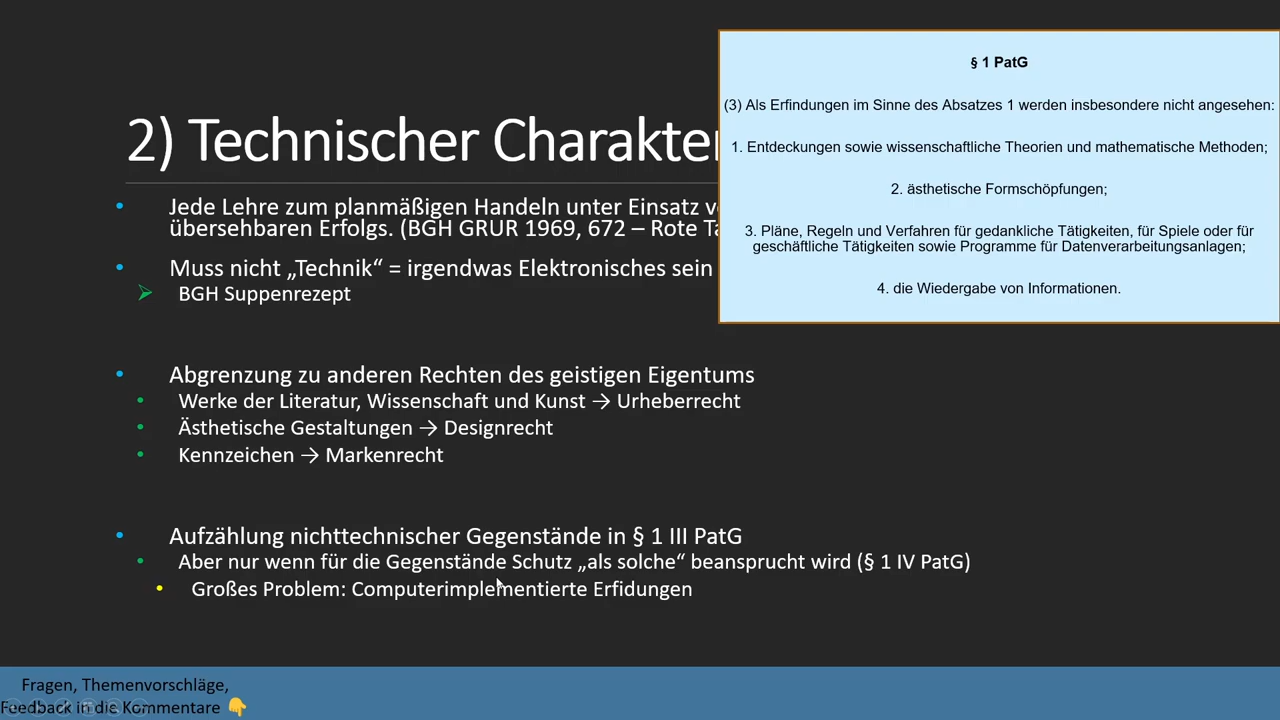 2) Technischer Charakter
Jede Lehre zum planmäßigen Handeln unter Einsatz
übersehbaren Erfolgs. (BGH GRUR 1969, 672 – Rote
Muss nicht „Technik“ = irgendwas Elektronisches sein
BGH Suppenrezept
Abgrenzung zu anderen Rechten des geistigen Eigentums
Werke der Literatur, Wissenschaft und Kunst → Urheberrecht
Ästhetische Gestaltungen → Designrecht
Kennzeichen → Markenrecht
Aufzählung nichttechnischer Gegenstände in § 1 III PatG
Aber nur wenn für die Gegenstände Schutz „als solche“ beansprucht wird (§ 1 IV PatG)
Großes Problem: Computerimplementierte Erfidungen
§ 1 PatG
(3) Als Erfindungen im Sinne des Absatzes 1 werden insbesondere nicht angesehen:
1. Entdeckungen sowie wissenschaftliche Theorien und mathematische Methoden;
2. ästhetische Formschöpfungen;
3. Pläne, Regeln und Verfahren für gedankliche Tätigkeiten, für Spiele oder für
geschäftliche Tätigkeiten sowie Programme für Datenverarbeitungsanlagen;
4. die Wiedergabe von Informationen.
Fragen, Themenvorschläge,
Feedback in die Kommentare 👇